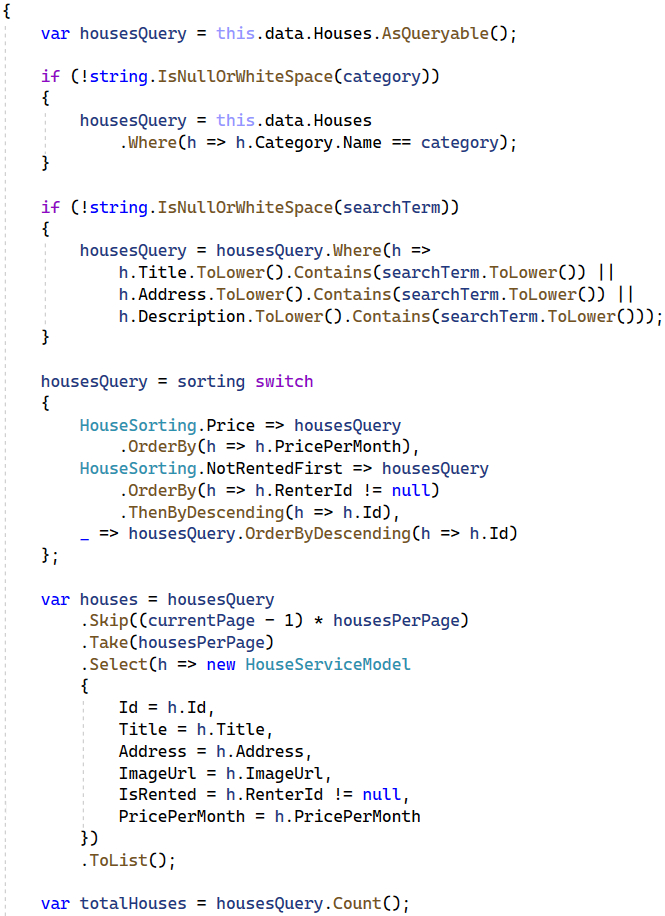 {
var housesQuery = this.data.Houses.AsQueryable();
if (!string.IsNullOrWhiteSpace(category))
{
housesQuery = this.data.Houses
.Where(h => h.Category.Name == category);
}
if (!string.IsNullOrWhiteSpace(searchTerm))
{
housesQuery = housesQuery.Where(h =>
h.Title.ToLower().Contains(searchTerm.ToLower()) ||
h.Address.ToLower().Contains(searchTerm.ToLower()) ||
h.Description.ToLower().Contains(searchTerm.ToLower()));
}
housesQuery = sorting switch
{
HouseSorting.Price => housesQuery
.OrderBy(h => h.PricePerMonth),
HouseSorting.NotRentedFirst => housesQuery
.OrderBy(h => h.RenterId != null)
.ThenByDescending(h => h.Id),
_ => housesQuery.OrderByDescending(h => h.Id)
};
var houses = housesQuery
.Skip((currentPage - 1) * housesPerPage)
.Take(housesPerPage)
.Select(h => new HouseServiceModel
{
Id = h.Id,
Title = h.Title,
Address = h.Address,
ImageUrl = h.ImageUrl,
IsRented = h.RenterId != null,
PricePerMonth = h.PricePerMonth
})
.ToList();
var totalHouses = housesQuery.Count();